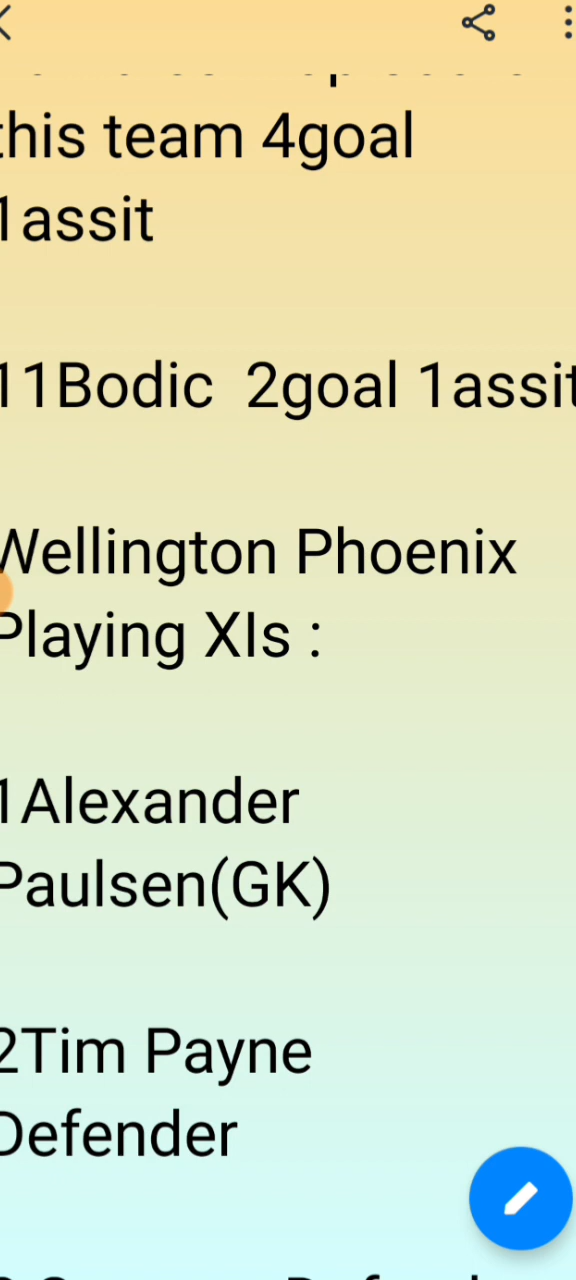 this team 4goal
1assit
11Bodic 2goal 1assit
Wellington Phoenix
Playing XIs :
1Alexander
Paulsen(GK)
2Tim Payne
Defender